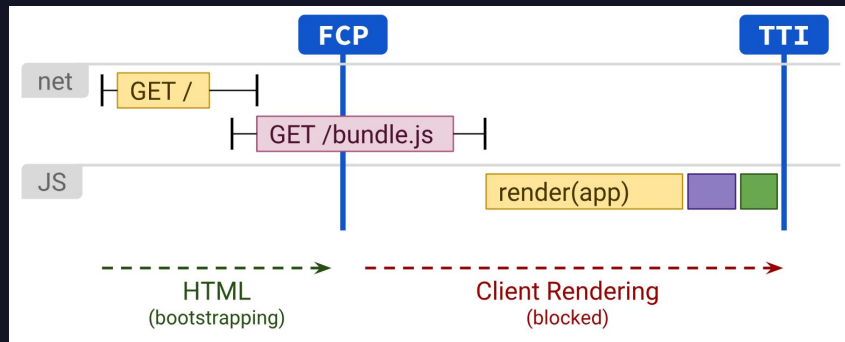 FCP
TTI
net
GET /
GET /bundle.js
JS
render(app)
HTML
(bootstrapping)
Client Rendering
(blocked)